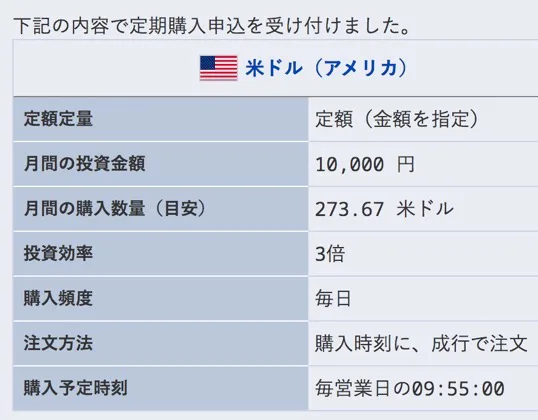 下記の内容で定期購入申込を受け付けました。
米ドル（アメリカ）
定額定量 定額（金額を指定）
月間の投資金額 10,000 円
月間の購入数量（目安） 273.67 米ドル
投資効率 3倍
購入頻度 毎日
注文方法 購入時刻に、成行で注文
購入予定時刻 毎営業日の09:55:00